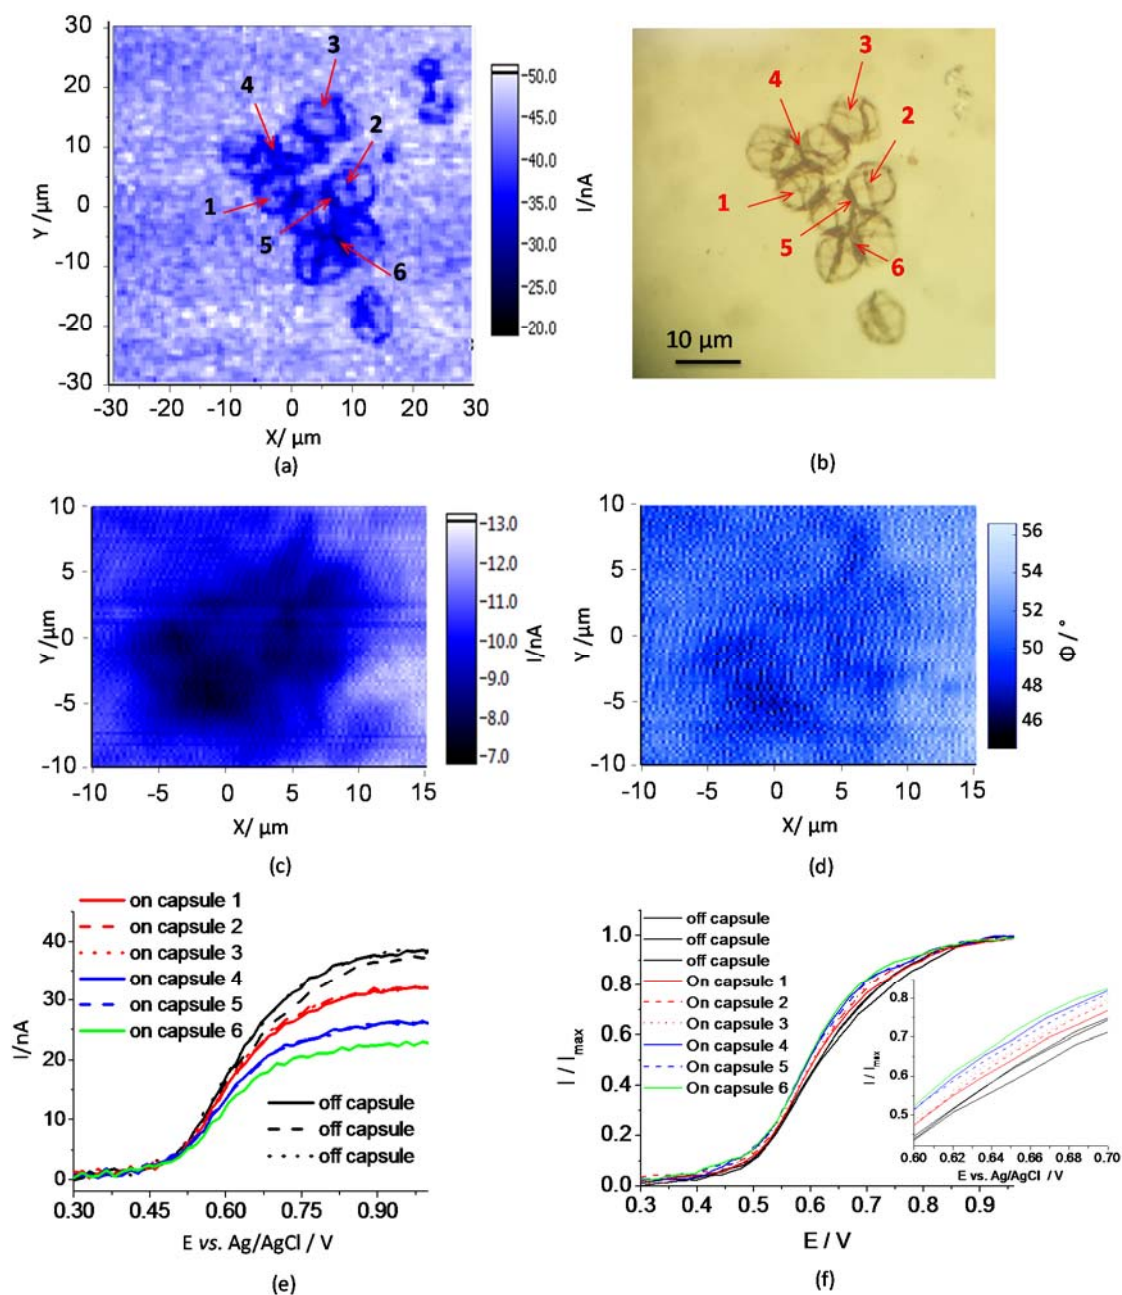 30
20
10
0
-10
-20
-30
Y /µm
-30 -20 -10 0 10 20 30
X/ µm
3
4
2
1
5
6
50.0
45.0
40.0
35.0
30.0
25.0
20.0
I/nA
(a)
3
4
2
1
5
6
10 µm
(b)
10
5
0
-5
-10
Y /µm
-10 -5 0 5 10 15
X/ µm
13.0
12.0
11.0
10.0
9.0
8.0
7.0
I/nA
(c)
10
5
0
-5
-10
Y /µm
-10 -5 0 5 10 15
X/ µm
56
54
52
50
48
46
Φ / °
(d)
on capsule 1
on capsule 2
on capsule 3
on capsule 4
on capsule 5
on capsule 6
off capsule
off capsule
off capsule
40
30
20
10
0
I/nA
0.30 0.45 0.60 0.75 0.90
E vs. Ag/AgCl / V
(e)
off capsule
off capsule
off capsule
On capsule 1
On capsule 2
On capsule 3
On capsule 4
On capsule 5
On capsule 6
1.0
0.8
0.6
0.4
0.2
0.0
I / Imax
0.3 0.4 0.5 0.6 0.7 0.8 0.9
E / V
0.8
0.7
0.6
0.5
I / Imax
0.60 0.62 0.64 0.66 0.68 0.70
E vs. Ag/AgCl / V
(f)